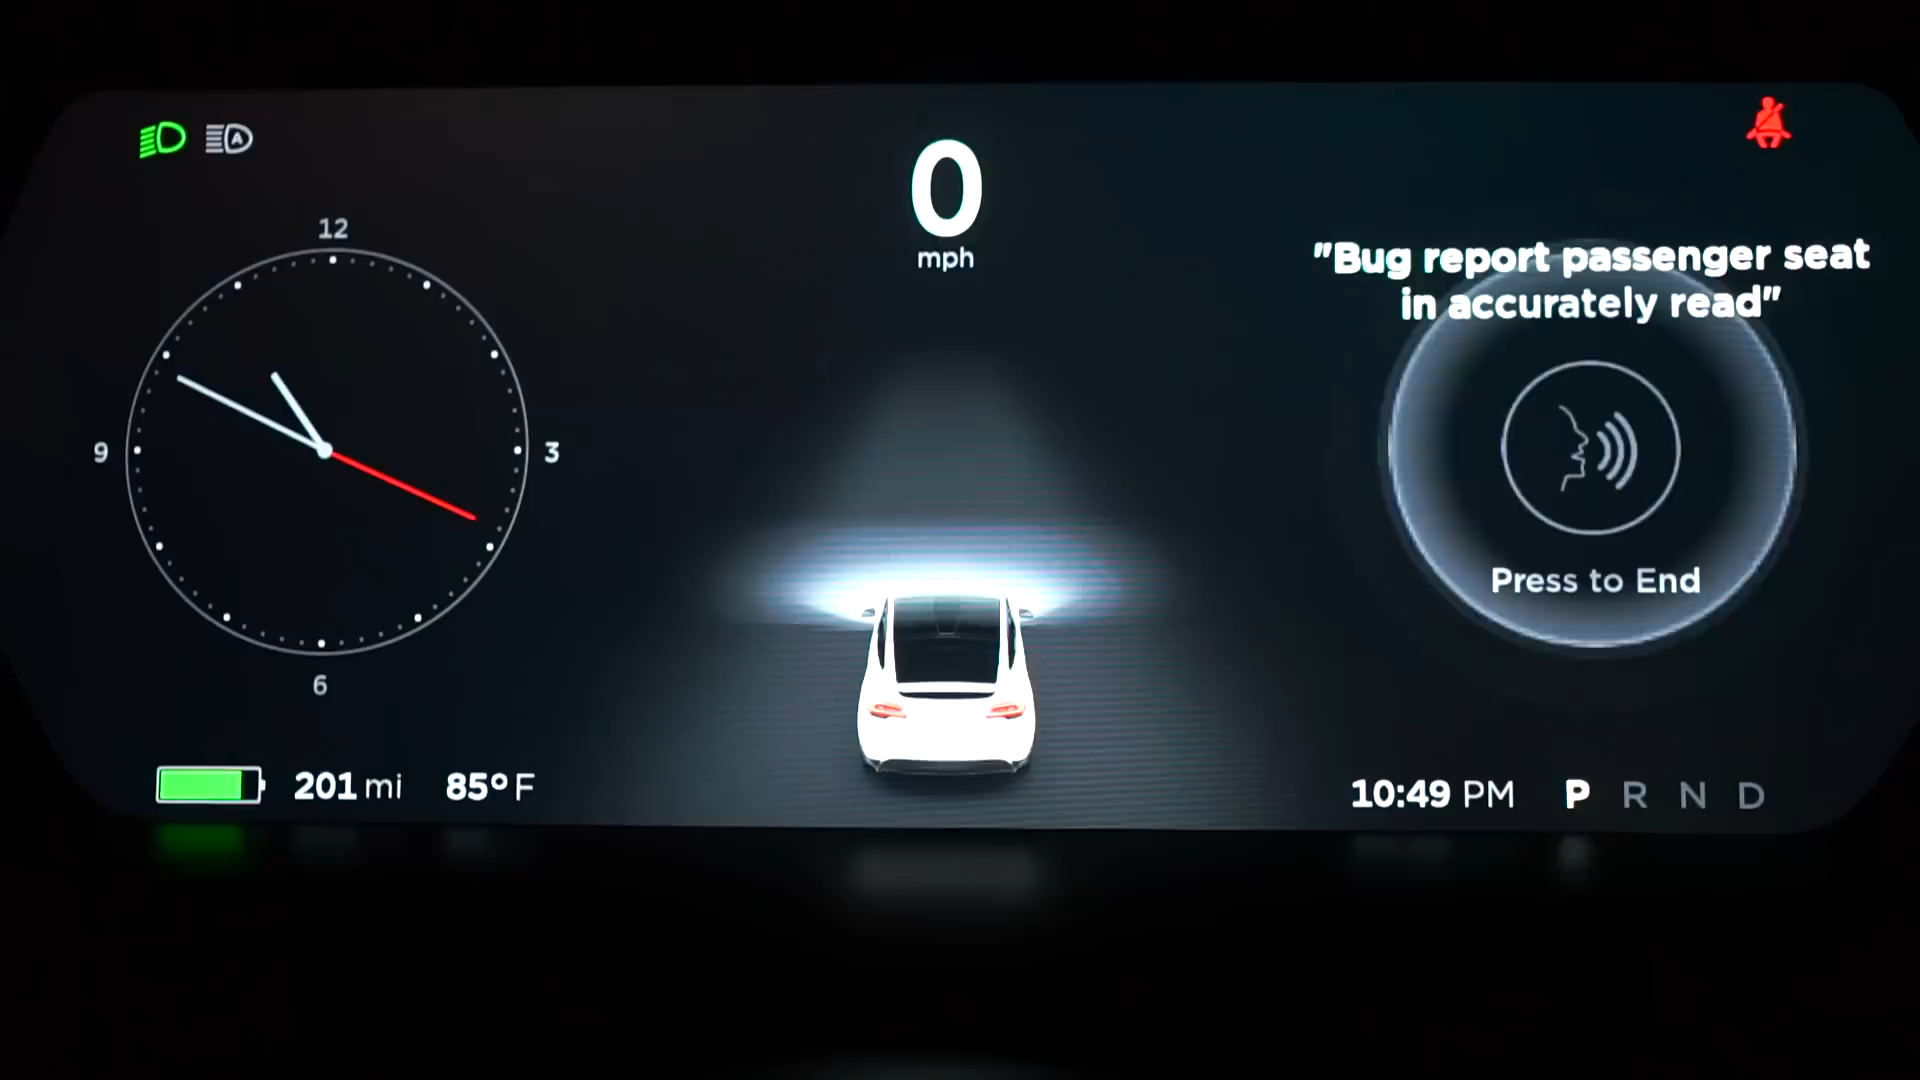 A
0
mph
12
9
3
6
"Bug report passenger seat
in accurately read"
Press to End
201 mi 85°F
10:49 PM P R N D